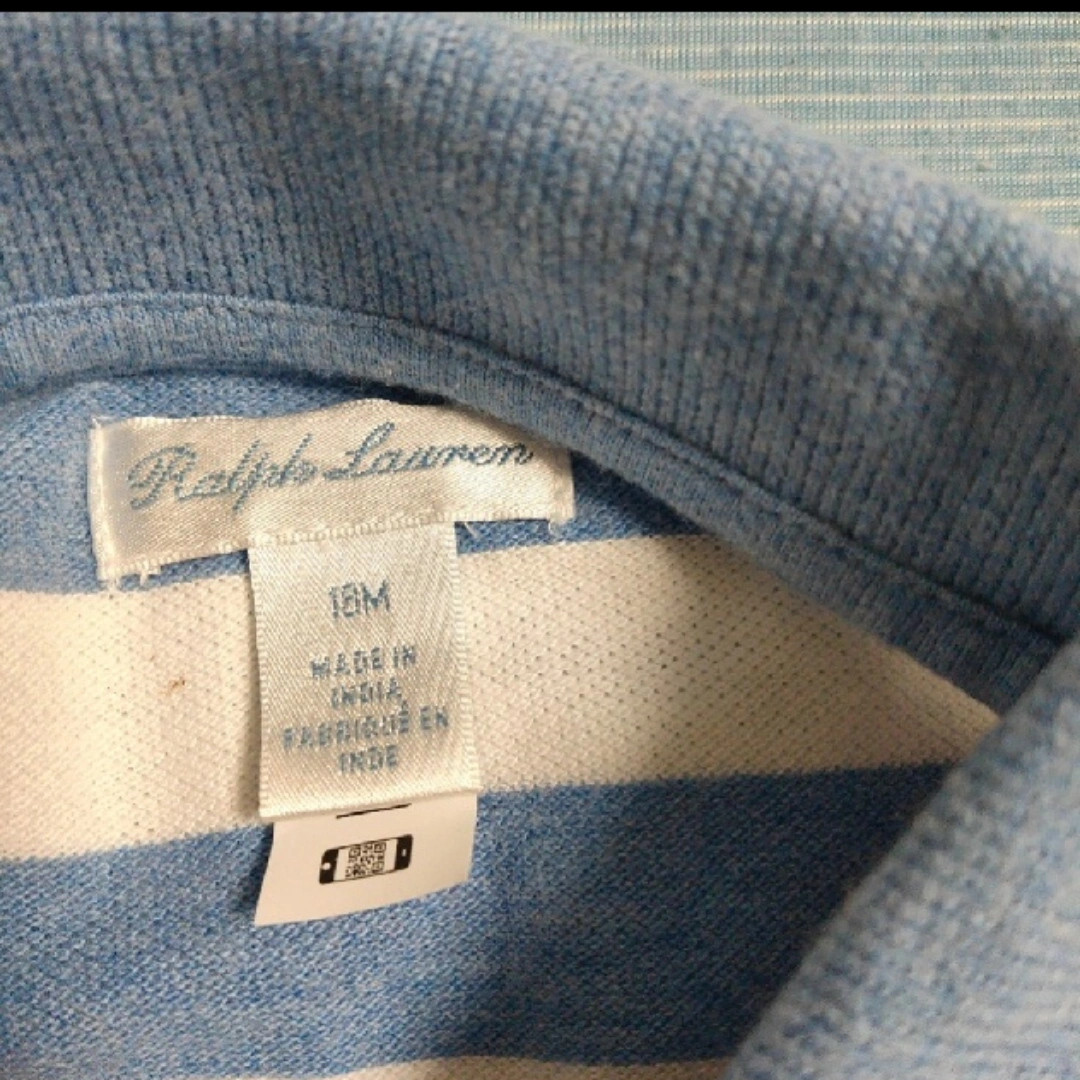 Ralph Lauren
18M
MADE IN
INDIA
FABRIQUÉ EN
INDE